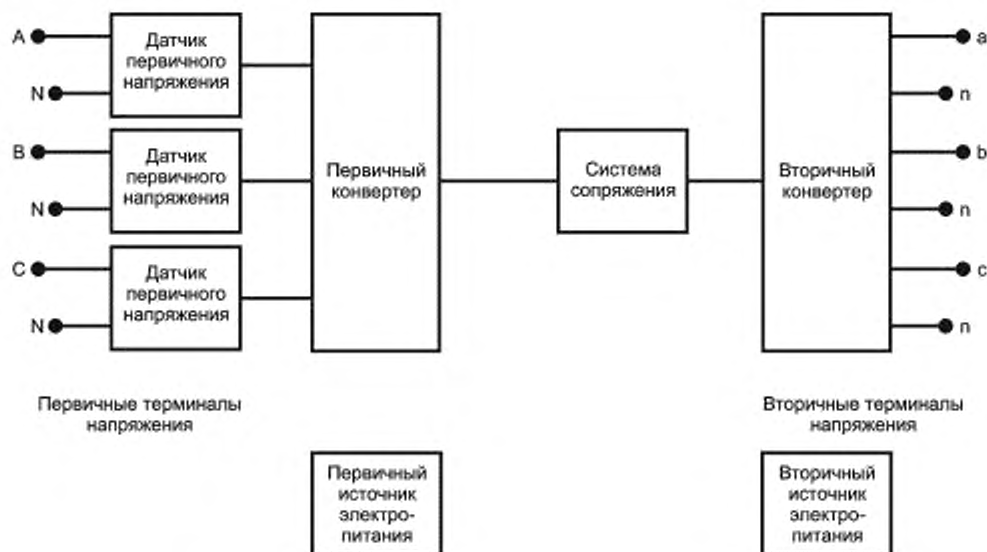 A
N
Датчик
первичного
напряжения
B
N
Датчик
первичного
напряжения
C
N
Датчик
первичного
напряжения
Первичный
конвертер
Система
сопряжения
Вторичный
конвертер
a
n
b
n
c
n
Первичные терминалы
напряжения
Вторичные терминалы
напряжения
Первичный
источник
электро-
питания
Вторичный
источник
электро-
питания